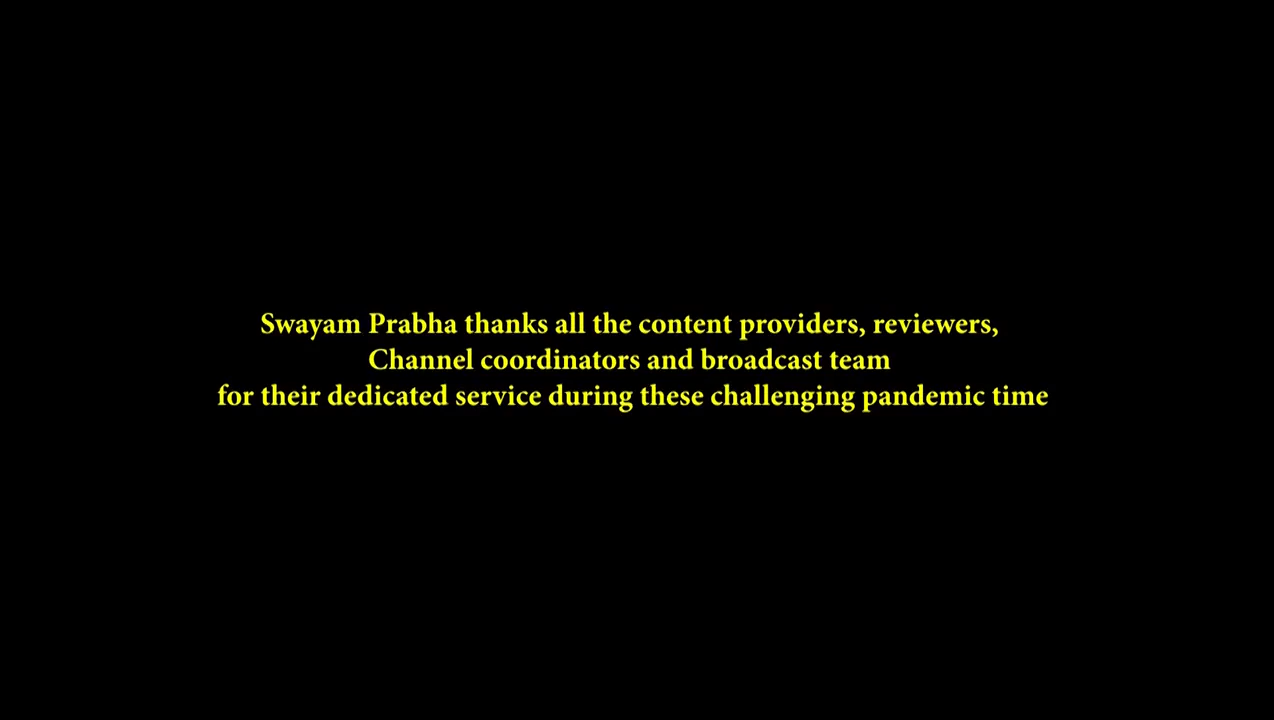 Swayam Prabha thanks all the content providers, reviewers,
Channel coordinators and broadcast team
for their dedicated service during these challenging pandemic time